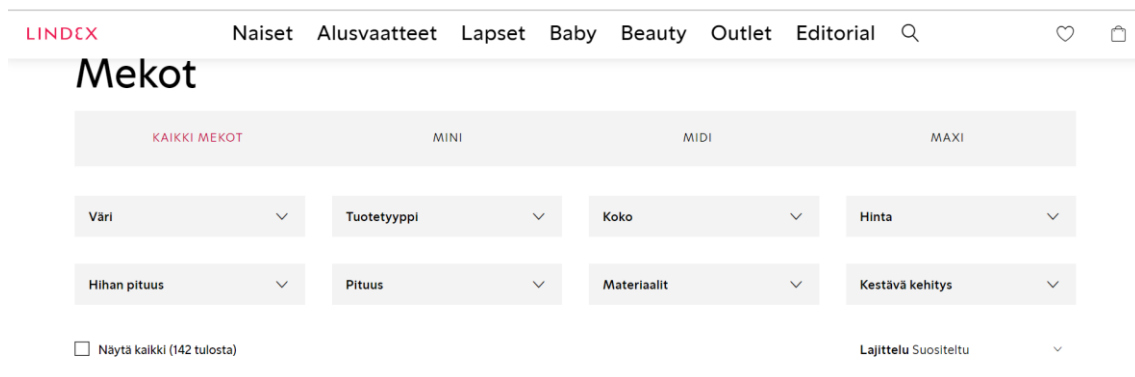 LINDEX Naiset Alusvaatteet Lapset Baby Beauty Outlet Editorial
Mekot
KAIKKI MEKOT MINI MIDI MAXI
Väri Tuotetyyppi Koko Hinta
Hihan pituus Pituus Materiaalit Kestävä kehitys
Näytä kaikki (142 tulosta) Lajittelu Suositeltu